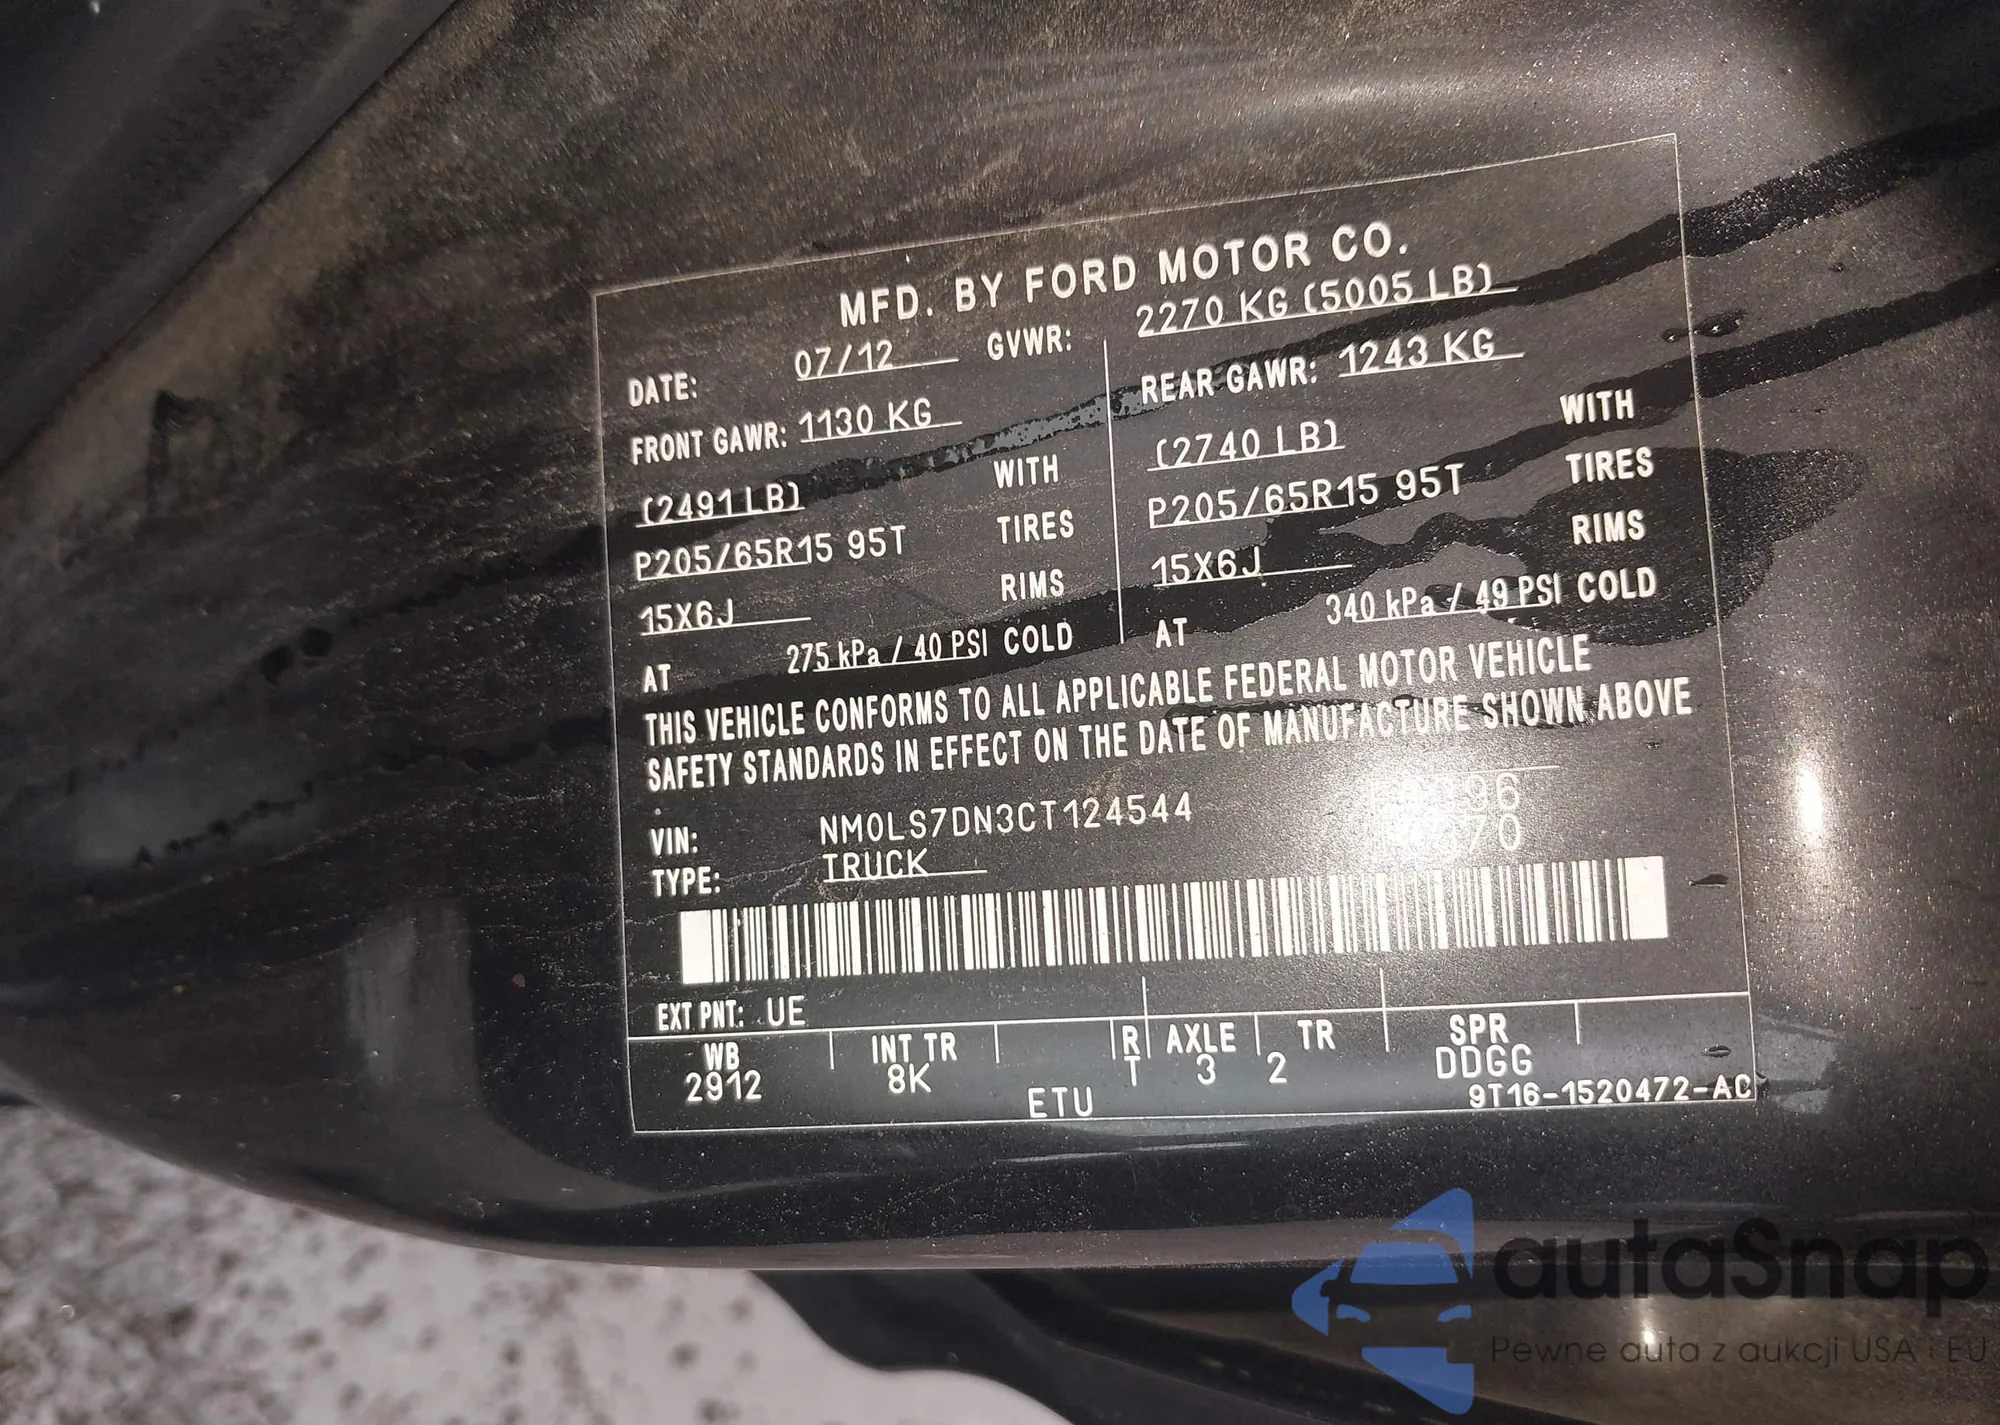 MFD. BY FORD MOTOR CO.
DATE: 07/12 GVWR: 2270 KG (5005 LB)
FRONT GAWR: 1130 KG
(2491 LB) WITH
P205/65R15 95T TIRES
15X6J RIMS
AT 275 kPa / 40 PSI COLD
REAR GAWR: 1243 KG
(2740 LB) WITH
P205/65R15 95T TIRES
15X6J RIMS
AT 340 kPa / 49 PSI COLD
THIS VEHICLE CONFORMS TO ALL APPLICABLE FEDERAL MOTOR VEHICLE
SAFETY STANDARDS IN EFFECT ON THE DATE OF MANUFACTURE SHOWN ABOVE
VIN: NM0LS7DN3CT124544
TYPE: TRUCK
EXT PNT: UE
WB INT TR RT AXLE TR SPR
2912 8K 3 2 DDGG
ETU 9T16-1520472-AC
autaSnap
Pewne auta z aukcji USA i EU